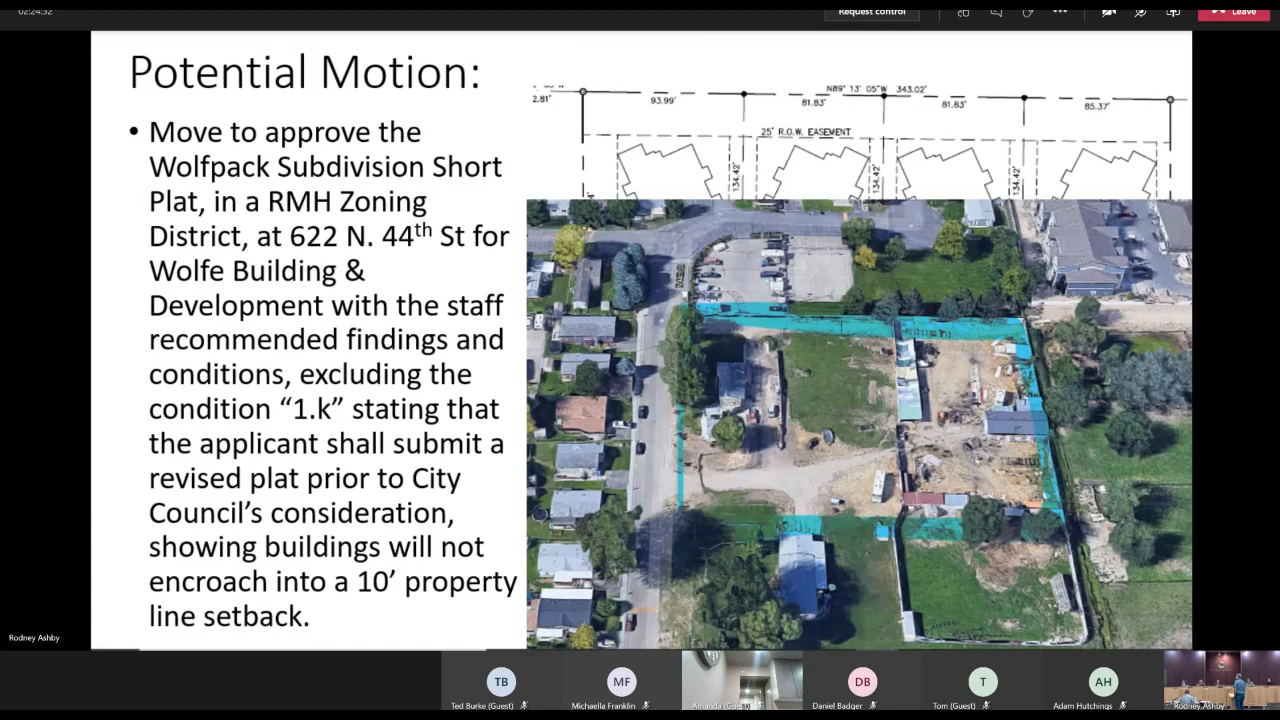 02:24:32
Request control
Leave
Potential Motion:
• Move to approve the
Wolfpack Subdivision Short
Plat, in a RMH Zoning
District, at 622 N. 44th St for
Wolfe Building &
Development with the staff
recommended findings and
conditions, excluding the
condition “1.k” stating that
the applicant shall submit a
revised plat prior to City
Council’s consideration,
showing buildings will not
encroach into a 10’ property
line setback.
N89° 13' 05"W 343.02'
2.81'
93.99'
81.83'
81.83'
85.37'
25' R.O.W. EASEMENT
134.42'
134.42'
134.42'
Rodney Ashby
TB
MF
DB
T
AH
Ted Burke (Guest)
Michaella Franklin
Amanda (Guest)
Daniel Badger
Tom (Guest)
Adam Hutchings
Rodney Ashby